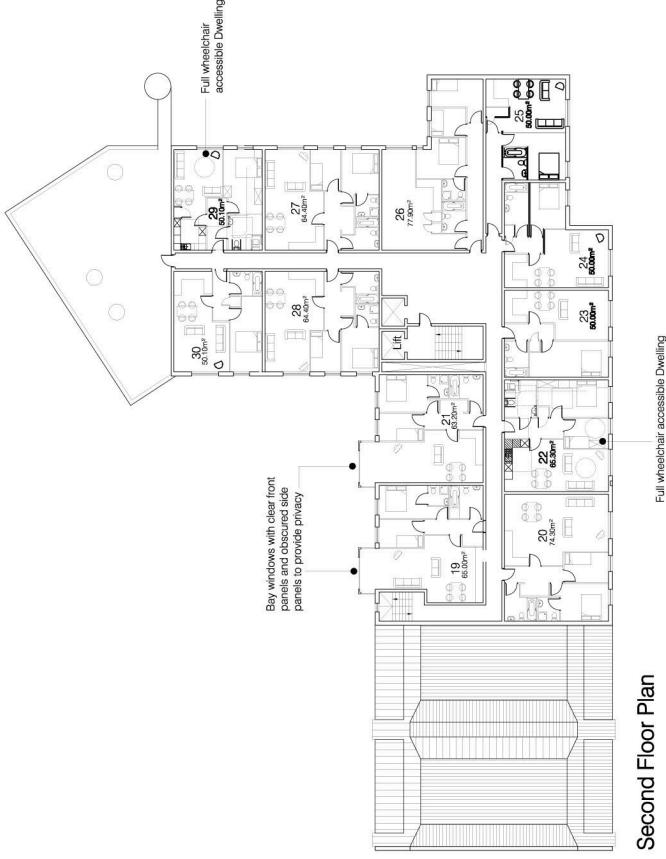 Full wheelchair
accessible Dwelling
29
50.10m²
27
64.40m²
26
77.90m²
25
50.00m²
30
50.10m²
28
64.40m²
24
50.00m²
23
50.00m²
Lift
21
63.20m²
22
65.30m²
Full wheelchair accessible Dwelling
Bay windows with clear front
panels and obscured side
panels to provide privacy
19
65.00m²
20
74.30m²
Second Floor Plan